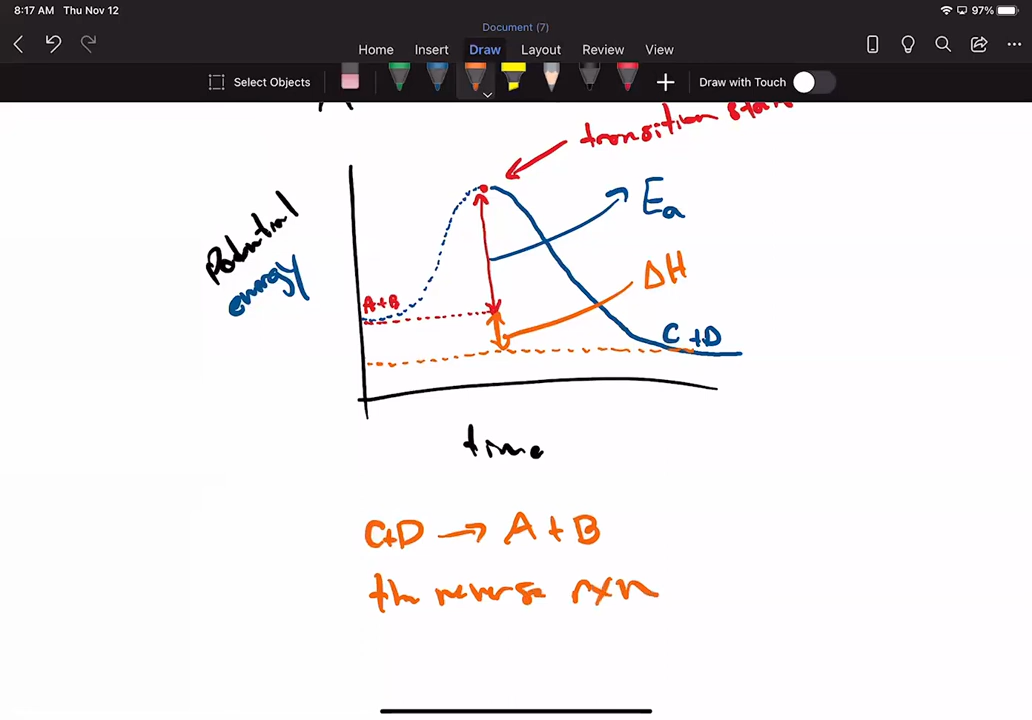 8:17 AM Thu Nov 12
97%
Document (7)
Home Insert Draw Layout Review View
Select Objects
Draw with Touch
transition state
Potential
energy
Ea
A+B
ΔH
C+D
time
C+D → A+B
the reverse rxn